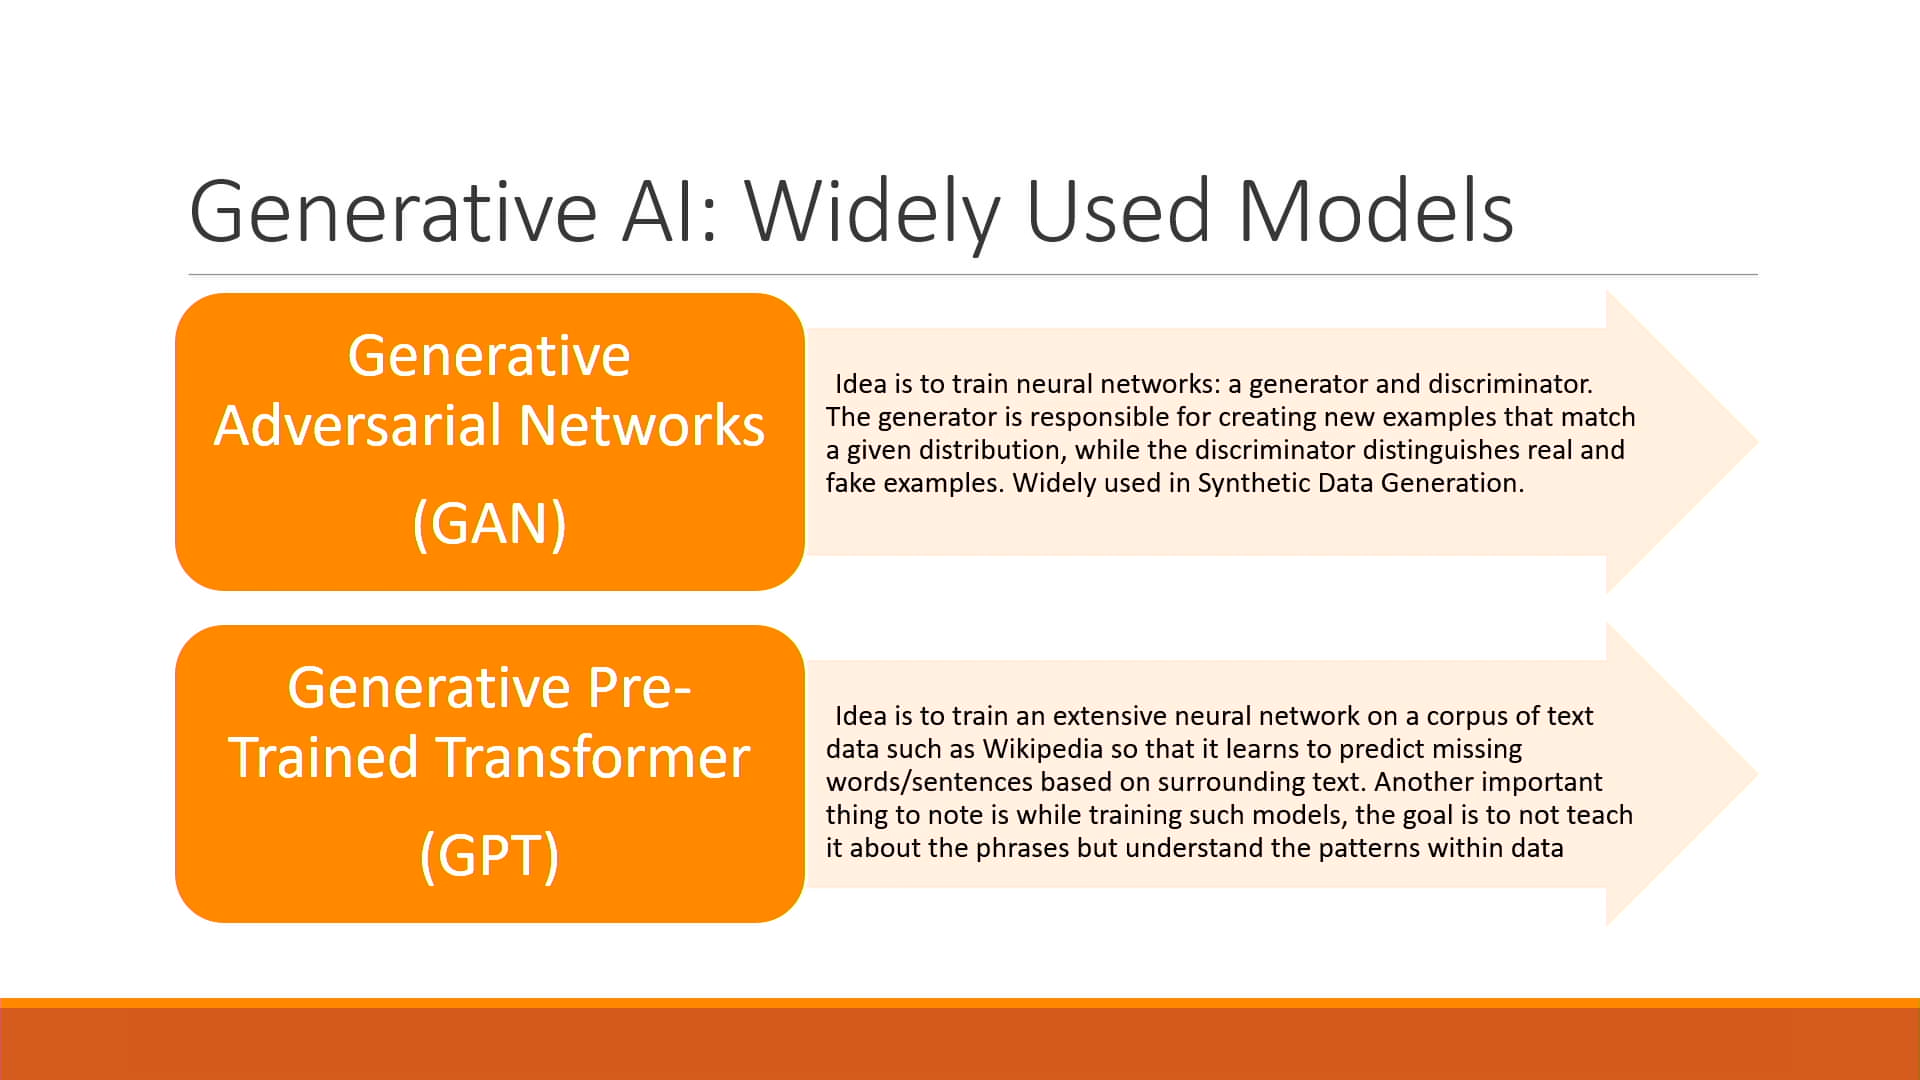 Generative AI: Widely Used Models
Generative
Adversarial Networks
(GAN)
Idea is to train neural networks: a generator and discriminator.
The generator is responsible for creating new examples that match
a given distribution, while the discriminator distinguishes real and
fake examples. Widely used in Synthetic Data Generation.
Generative Pre-
Trained Transformer
(GPT)
Idea is to train an extensive neural network on a corpus of text
data such as Wikipedia so that it learns to predict missing
words/sentences based on surrounding text. Another important
thing to note is while training such models, the goal is to not teach
it about the phrases but understand the patterns within data